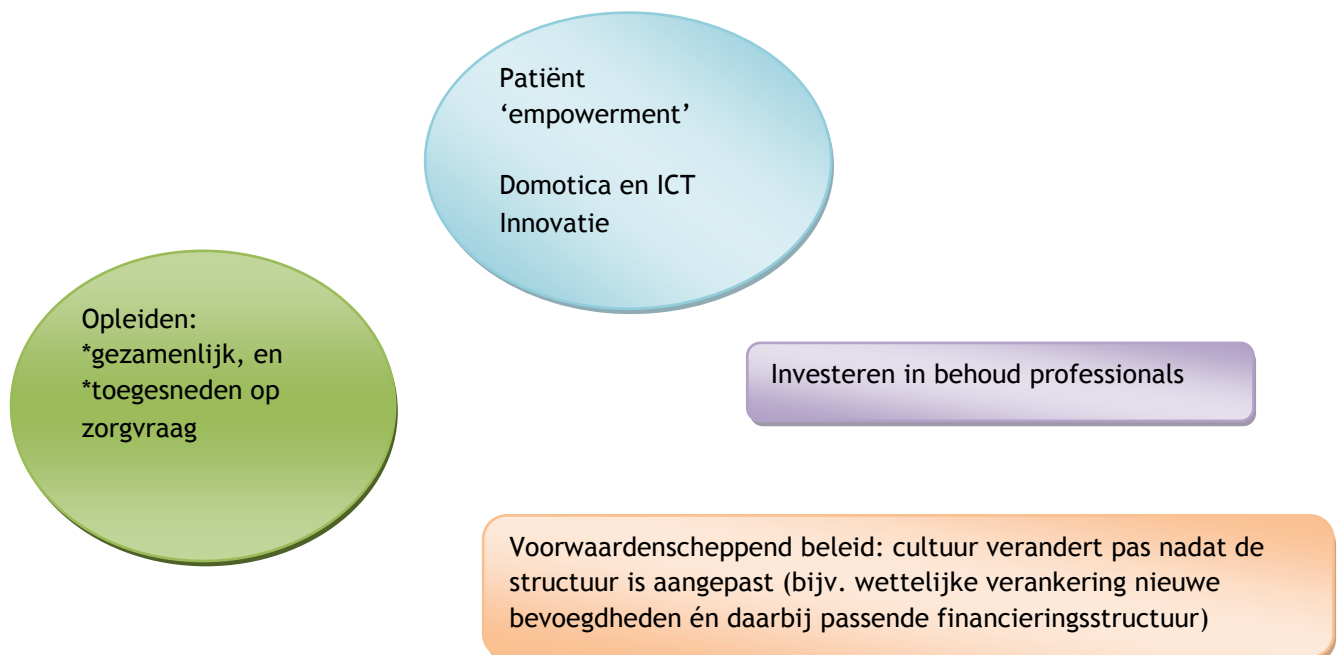 Patiënt
‘empowerment’
Domotica en ICT
Innovatie
Opleiden:
*gezamenlijk, en
*toegesneden op
zorgvraag
Investeren in behoud professionals
Voorwaardenscheppend beleid: cultuur verandert pas nadat de
structuur is aangepast (bijv. wettelijke verankering nieuwe
bevoegdheden én daarbij passende financieringsstructuur)